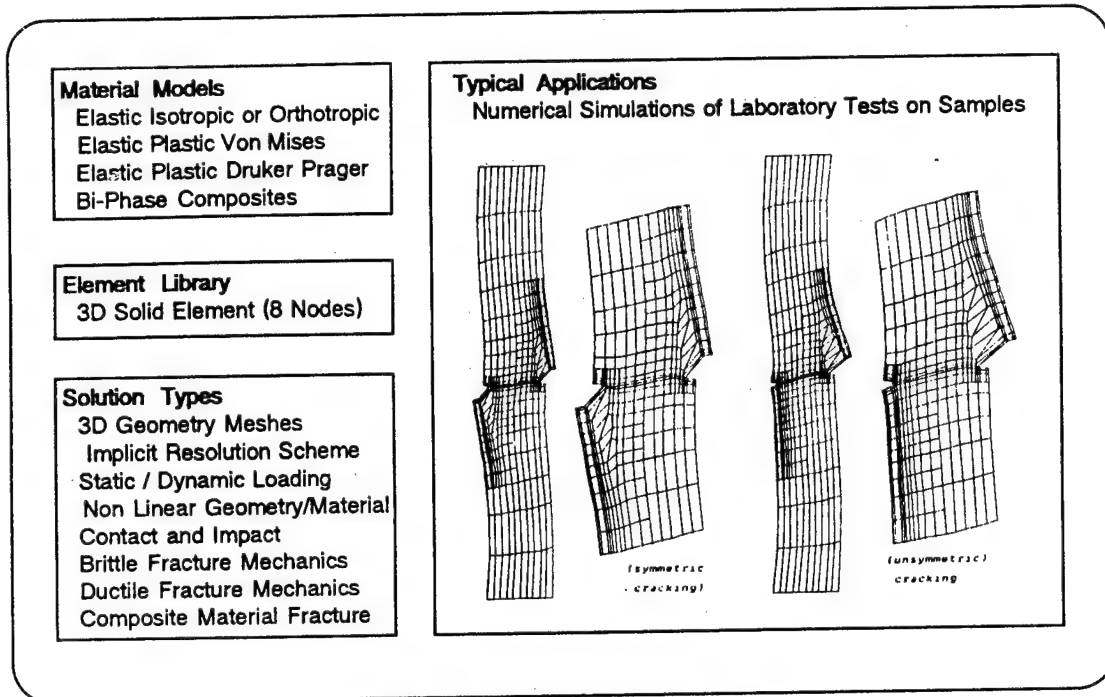 Material Models
Elastic Isotropic or Orthotropic
Elastic Plastic Von Mises
Elastic Plastic Druker Prager
Bi-Phase Composites
Element Library
3D Solid Element (8 Nodes)
Solution Types
3D Geometry Meshes
Implicit Resolution Scheme
Static / Dynamic Loading
Non Linear Geometry/Material
Contact and Impact
Brittle Fracture Mechanics
Ductile Fracture Mechanics
Composite Material Fracture
Typical Applications
Numerical Simulations of Laboratory Tests on Samples
(symmetric
cracking)
(unsymmetric)
cracking